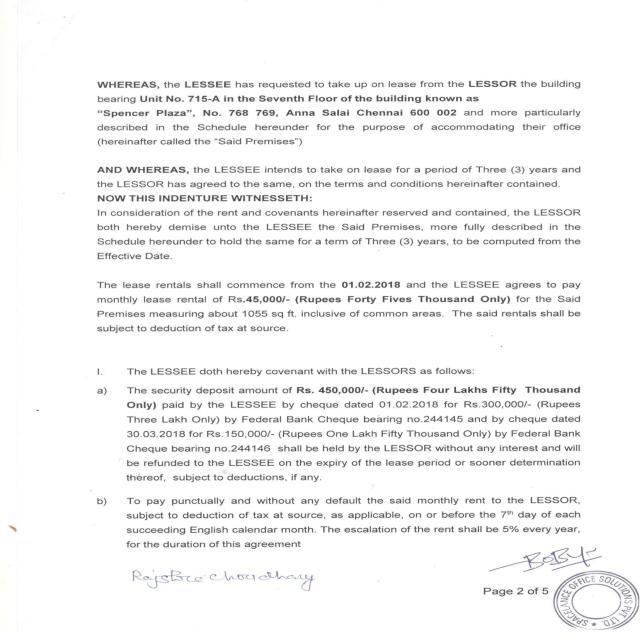 WHEREAS, the LESSEE has requested to take up on lease from the LESSOR the building
bearing Unit No. 715-A in the Seventh Floor of the building known as
“Spencer Plaza”, No. 768 769, Anna Salai Chennai 600 002 and more particularly
described in the Schedule hereunder for the purpose of accommodating their office
(hereinafter called the “Said Premises”)
AND WHEREAS, the LESSEE intends to take on lease for a period of Three (3) years and
the LESSOR has agreed to the same, on the terms and conditions hereinafter contained.
NOW THIS INDENTURE WITNESSETH:
In consideration of the rent and covenants hereinafter reserved and contained, the LESSOR
both hereby demise unto the LESSEE the Said Premises, more fully described in the
Schedule hereunder to hold the same for a term of Three (3) years, to be computed from the
Effective Date.
The lease rentals shall commence from the 01.02.2018 and the LESSEE agrees to pay
monthly lease rental of Rs.45,000/- (Rupees Forty Fives Thousand Only) for the Said
Premises measuring about 1055 sq ft. inclusive of common areas. The said rentals shall be
subject to deduction of tax at source.
I. The LESSEE doth hereby covenant with the LESSORS as follows:
a) The security deposit amount of Rs. 450,000/- (Rupees Four Lakhs Fifty Thousand
Only) paid by the LESSEE by cheque dated 01.02.2018 for Rs.300,000/- (Rupees
Three Lakh Only) by Federal Bank Cheque bearing no.244145 and by cheque dated
30.03.2018 for Rs.150,000/- (Rupees One Lakh Fifty Thousand Only) by Federal Bank
Cheque bearing no.244146 shall be held by the LESSOR without any interest and will
be refunded to the LESSEE on the expiry of the lease period or sooner determination
thereof, subject to deductions, if any.
b) To pay punctually and without any default the said monthly rent to the LESSOR,
subject to deduction of tax at source, as applicable, on or before the 7th day of each
succeeding English calendar month. The escalation of the rent shall be 5% every year,
for the duration of this agreement
Rajshree Choudhary
Page 2 of 5
SPACELANCE OFFICE SOLUTIONS PVT. LTD.